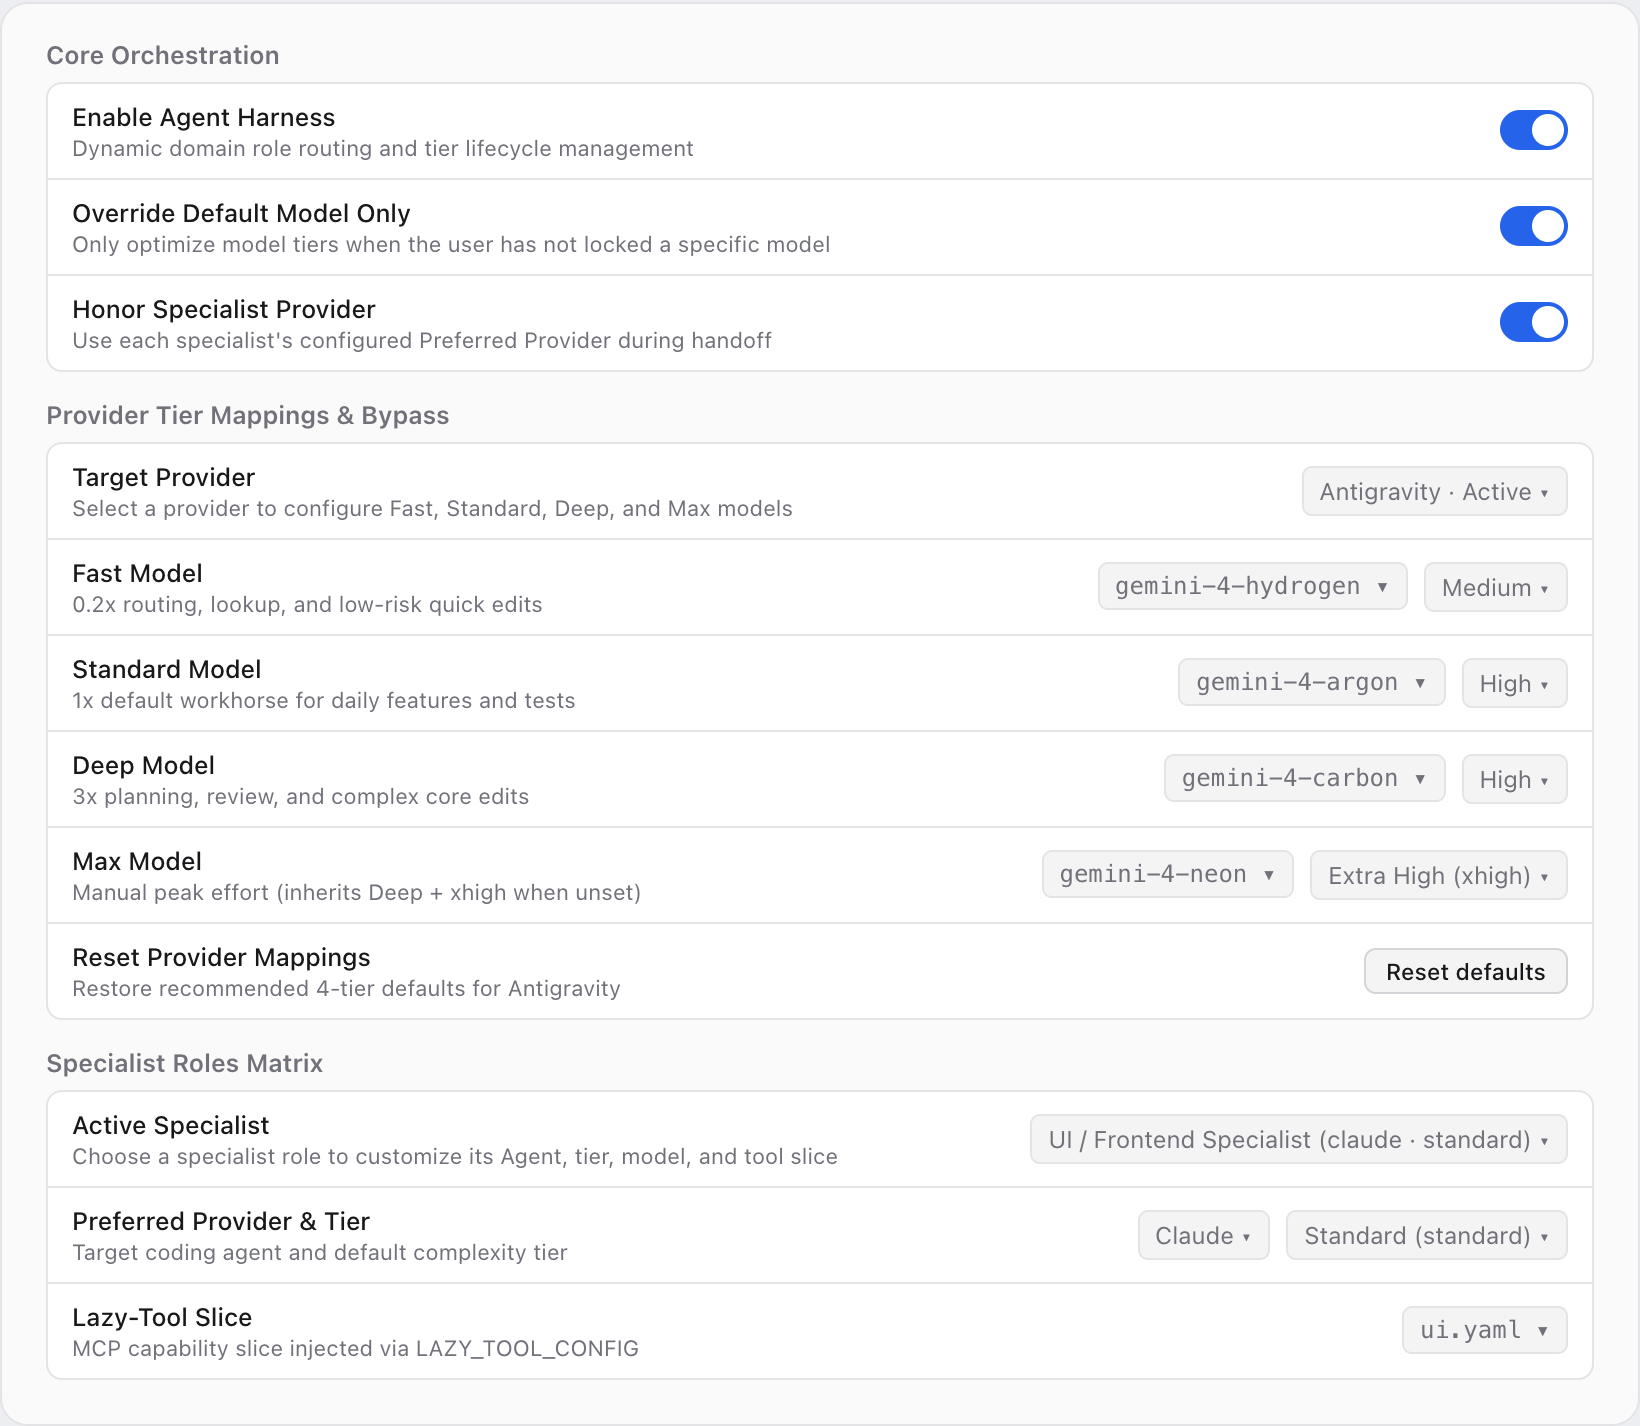 Core Orchestration
Enable Agent Harness
Dynamic domain role routing and tier lifecycle management
Override Default Model Only
Only optimize model tiers when the user has not locked a specific model
Honor Specialist Provider
Use each specialist's configured Preferred Provider during handoff
Provider Tier Mappings & Bypass
Target Provider
Select a provider to configure Fast, Standard, Deep, and Max models
Antigravity · Active ▾
Fast Model
0.2x routing, lookup, and low-risk quick edits
gemini-4-hydrogen ▾ Medium ▾
Standard Model
1x default workhorse for daily features and tests
gemini-4-argon ▾ High ▾
Deep Model
3x planning, review, and complex core edits
gemini-4-carbon ▾ High ▾
Max Model
Manual peak effort (inherits Deep + xhigh when unset)
gemini-4-neon ▾ Extra High (xhigh) ▾
Reset Provider Mappings
Restore recommended 4-tier defaults for Antigravity
Reset defaults
Specialist Roles Matrix
Active Specialist
Choose a specialist role to customize its Agent, tier, model, and tool slice
UI / Frontend Specialist (claude · standard) ▾
Preferred Provider & Tier
Target coding agent and default complexity tier
Claude ▾ Standard (standard) ▾
Lazy-Tool Slice
MCP capability slice injected via LAZY_TOOL_CONFIG
ui.yaml ▾